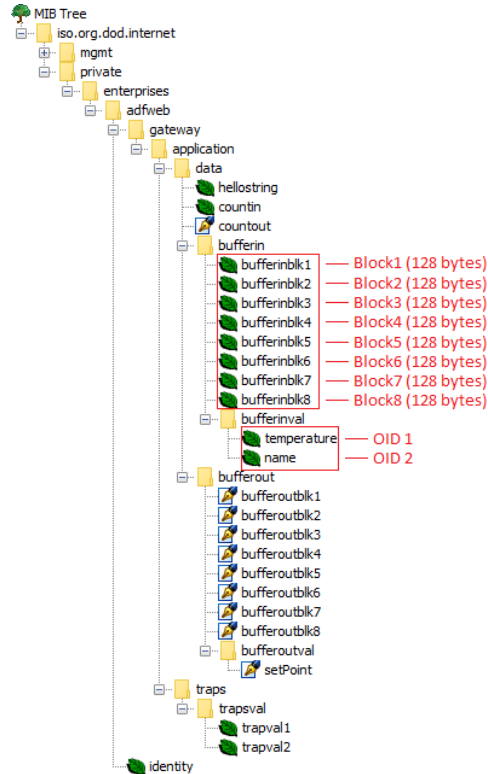 MIB Tree
iso.org.dod.internet
mgmt
private
enterprises
adfweb
gateway
application
data
hellostring
countin
countout
bufferin
bufferinblk1 Block1 (128 bytes)
bufferinblk2 Block2 (128 bytes)
bufferinblk3 Block3 (128 bytes)
bufferinblk4 Block4 (128 bytes)
bufferinblk5 Block5 (128 bytes)
bufferinblk6 Block6 (128 bytes)
bufferinblk7 Block7 (128 bytes)
bufferinblk8 Block8 (128 bytes)
bufferinval
temperature OID 1
name OID 2
bufferout
bufferoutblk1
bufferoutblk2
bufferoutblk3
bufferoutblk4
bufferoutblk5
bufferoutblk6
bufferoutblk7
bufferoutblk8
bufferoutval
setPoint
traps
trapsval
trapval1
trapval2
identity